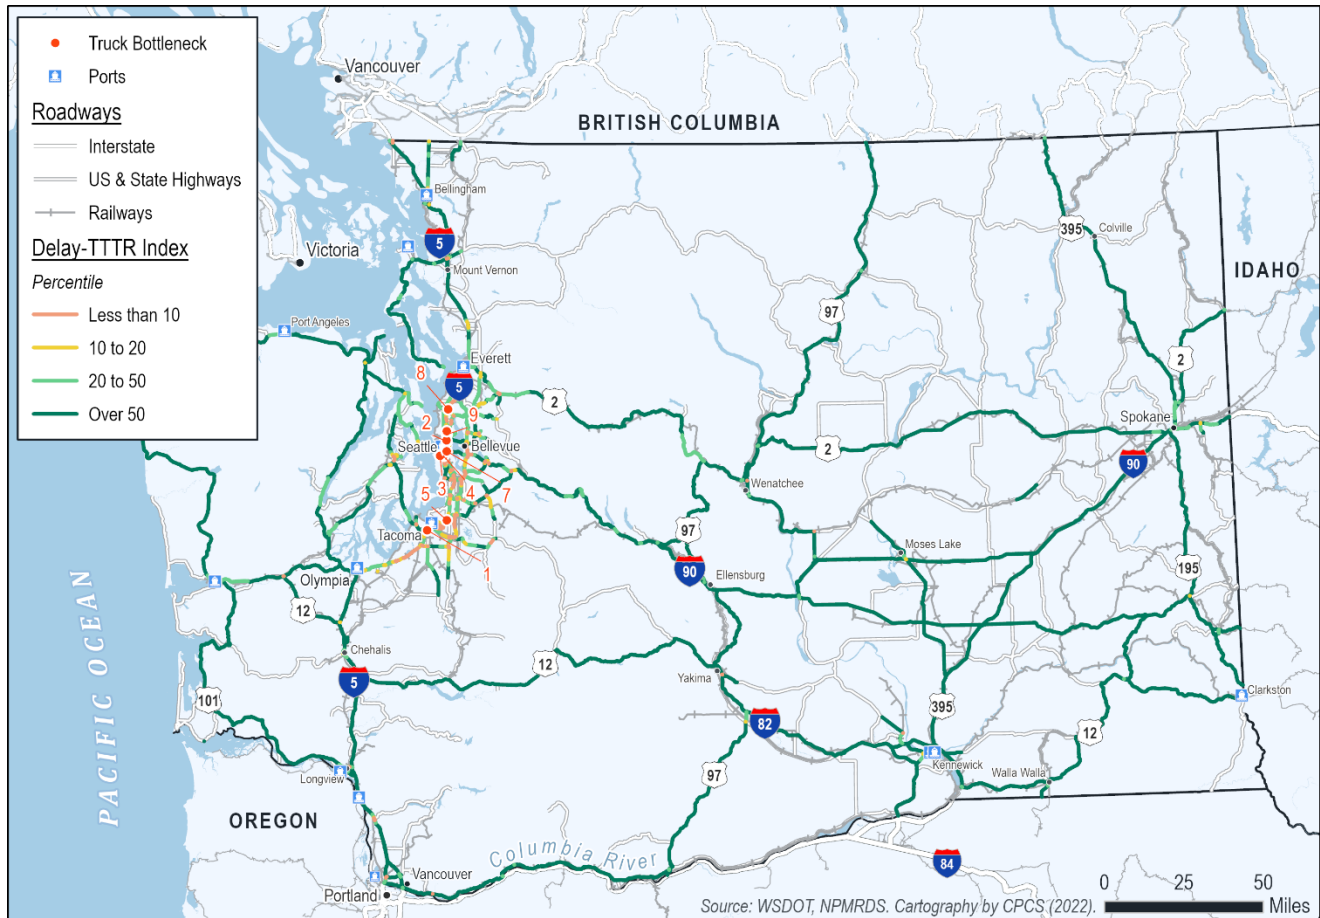 Truck Bottleneck
Ports
Roadways
Interstate
US & State Highways
Railways
Delay-TTTR Index
Percentile
Less than 10
10 to 20
20 to 50
Over 50
Vancouver
BRITISH COLUMBIA
Bellingham
5
Victoria
Mount Vernon
395
Colville
IDAHO
97
Port Angeles
Everett
8
5
2
2
2
9
Seattle
Bellevue
2
Spokane
90
Wenatchee
5
3
4
7
Tacoma
97
Moses Lake
1
90
Ellensburg
195
Olympia
12
Chehalis
5
12
Yakima
101
82
395
Clarkston
12
Kennewick
Walla Walla
97
Longview
PACIFIC OCEAN
OREGON
Columbia River
Vancouver
Portland
84
0 25 50
Miles
Source: WSDOT, NPMRDS. Cartography by CPCS (2022).